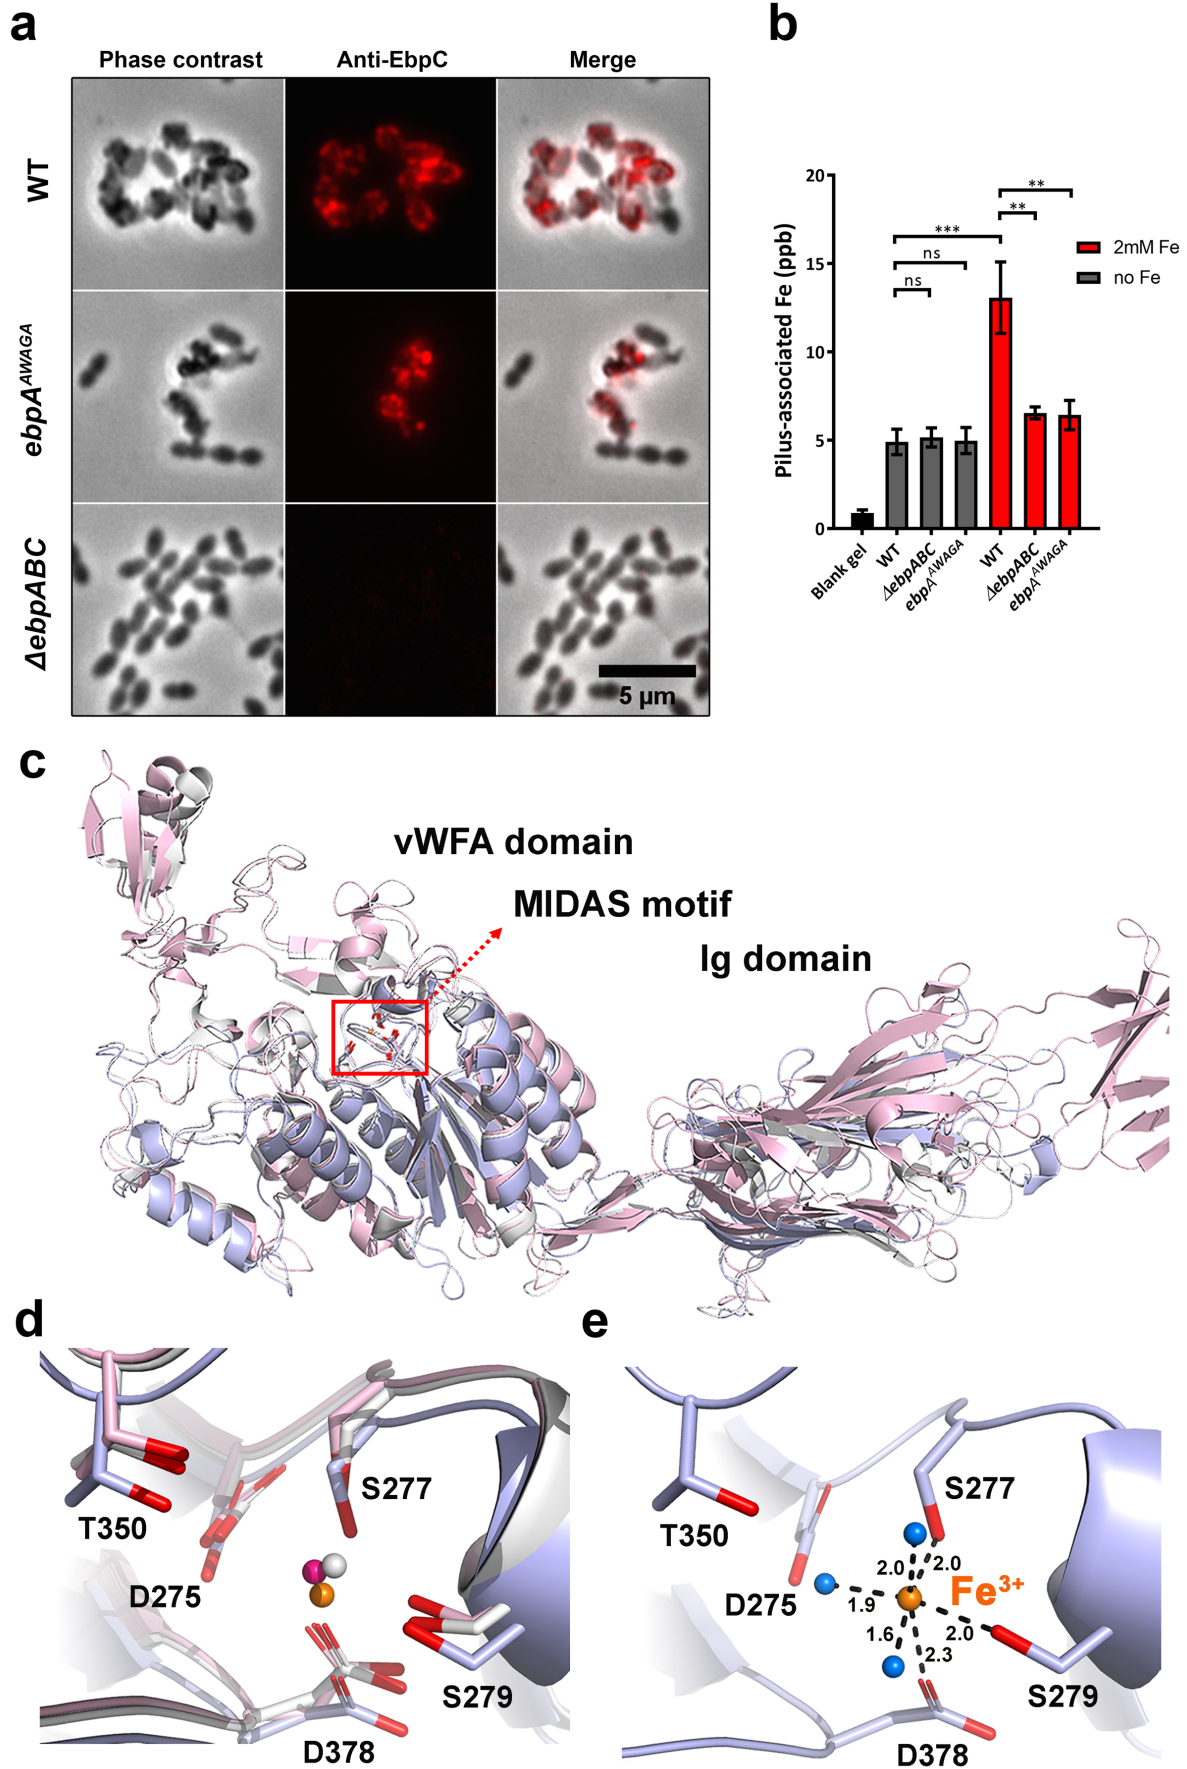 a
Phase contrast
Anti-EbpC
Merge
WT
ebpA^AWAGA
ΔebpABC
5 µm
b
Pilus-associated Fe (ppb)
20
15
10
5
0
***
ns
ns
**
**
2mM Fe
no Fe
Blank gel
WT
ΔebpABC
ebpA^AWAGA
WT
ΔebpABC
ebpA^AWAGA
c
vWFA domain
MIDAS motif
Ig domain
d
T350
D275
S277
S279
D378
e
T350
D275
S277
2.0
2.0
Fe³⁺
1.9
1.6
2.0
2.3
S279
D378